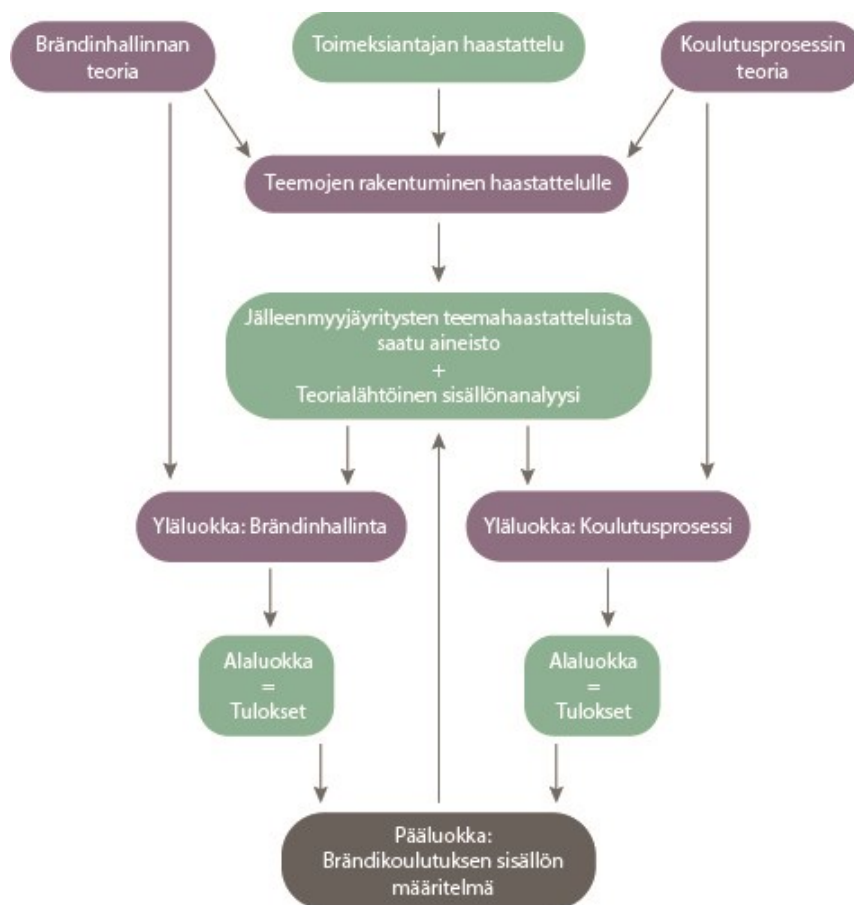 Brändinhallinnan
teoria
Toimeksiantajan haastattelu
Koulutusprosessin
teoria
Teemojen rakentuminen haastattelulle
Jälleenmyyjäyritysten teemahaastatteluista
saatu aineisto
+
Teorialähtöinen sisällönanalyysi
Yläluokka: Brändinhallinta
Yläluokka: Koulutusprosessi
Alaluokka
=
Tulokset
Alaluokka
=
Tulokset
Pääluokka:
Brändikoulutuksen sisällön
määritelmä